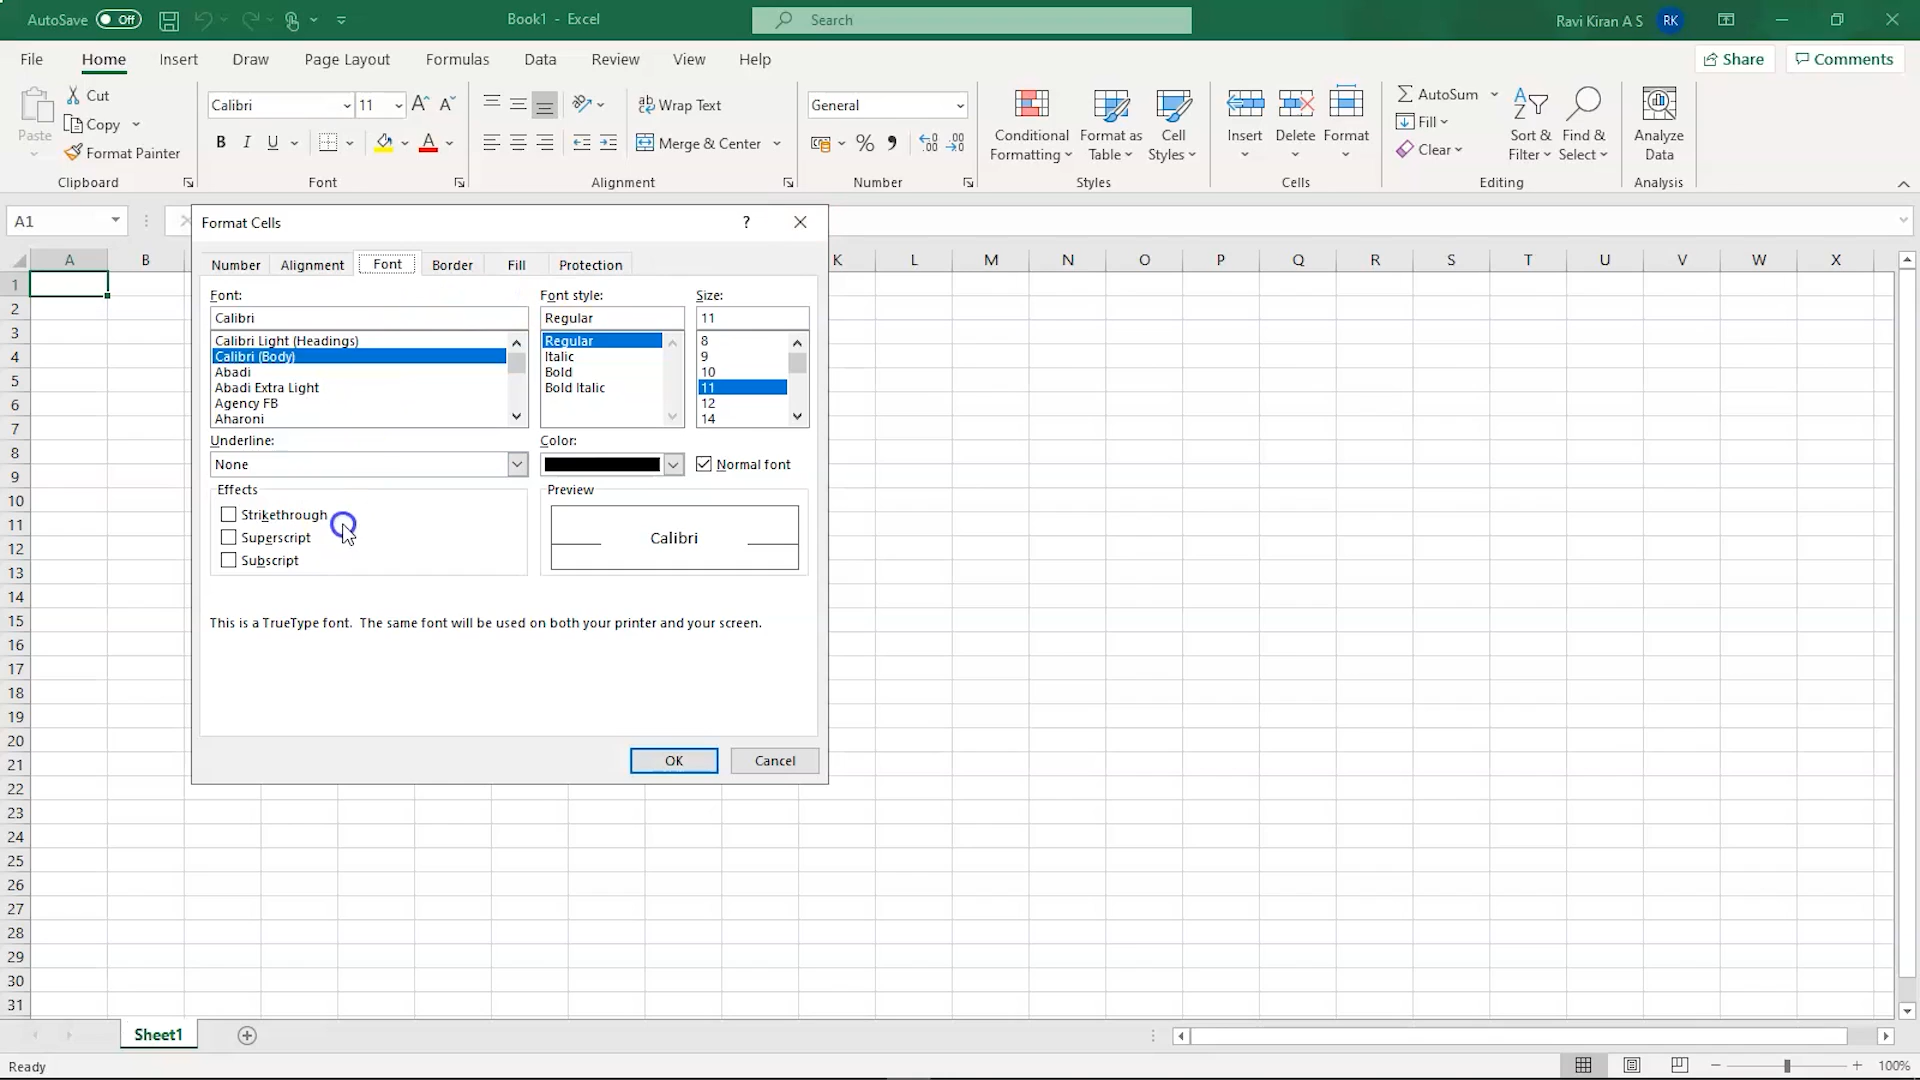 AutoSave Off Book1 - Excel Search Ravi Kiran A S RK
File Home Insert Draw Page Layout Formulas Data Review View Help Share Comments
Paste Cut Copy Format Painter Clipboard
Calibri 11 A A B I U A Font
Wrap Text Merge & Center Alignment
General % Number
Conditional Formatting Format as Table Cell Styles Styles
Insert Delete Format Cells
AutoSum Fill Clear Sort & Filter Find & Select Editing
Analyze Data Analysis
A1
A B K L M N O P Q R S T U V W X
1
2
3
4
5
6
7
8
9
10
11
12
13
14
15
16
17
18
19
20
21
22
23
24
25
26
27
28
29
30
31
Format Cells ?
Number Alignment Font Border Fill Protection
Font: Font style: Size:
Calibri Regular 11
Calibri Light (Headings) Regular 8
Calibri (Body) Italic 9
Abadi Bold 10
Abadi Extra Light Bold Italic 11
Agency FB 12
Aharoni 14
Underline: Color:
None Normal font
Effects Preview
Strikethrough
Superscript Calibri
Subscript
This is a TrueType font. The same font will be used on both your printer and your screen.
OK Cancel
Sheet1
Ready 100%